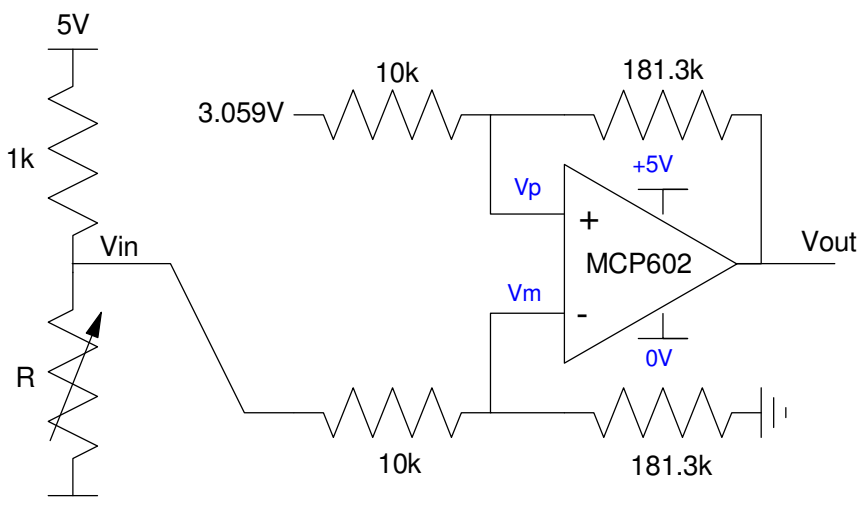 5V
1k
Vin
R
10k
181.3k
3.059V
Vp
+5V
+
MCP602
Vout
Vm
-
0V
10k
181.3k